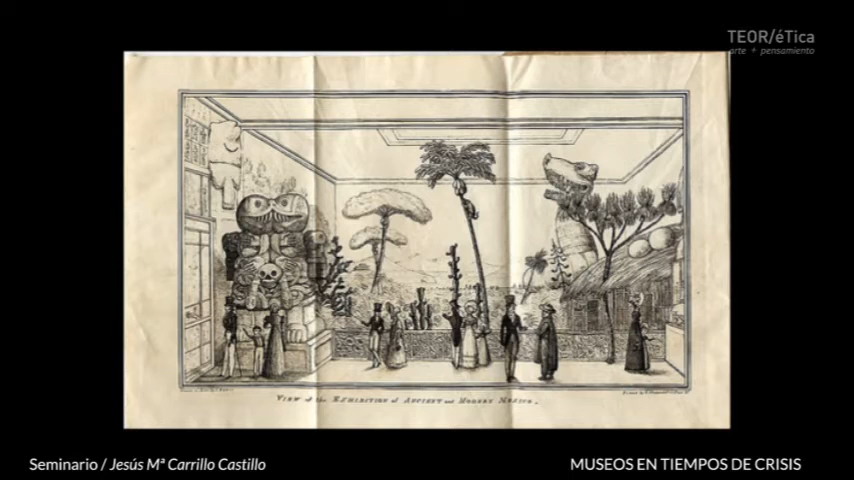 TEOR/éTica
arte + pensamiento
VIEW of the EXHIBITION of ANCIENT and MODERN MEXICO.
Seminario / Jesús Mª Carrillo Castillo
MUSEOS EN TIEMPOS DE CRISIS